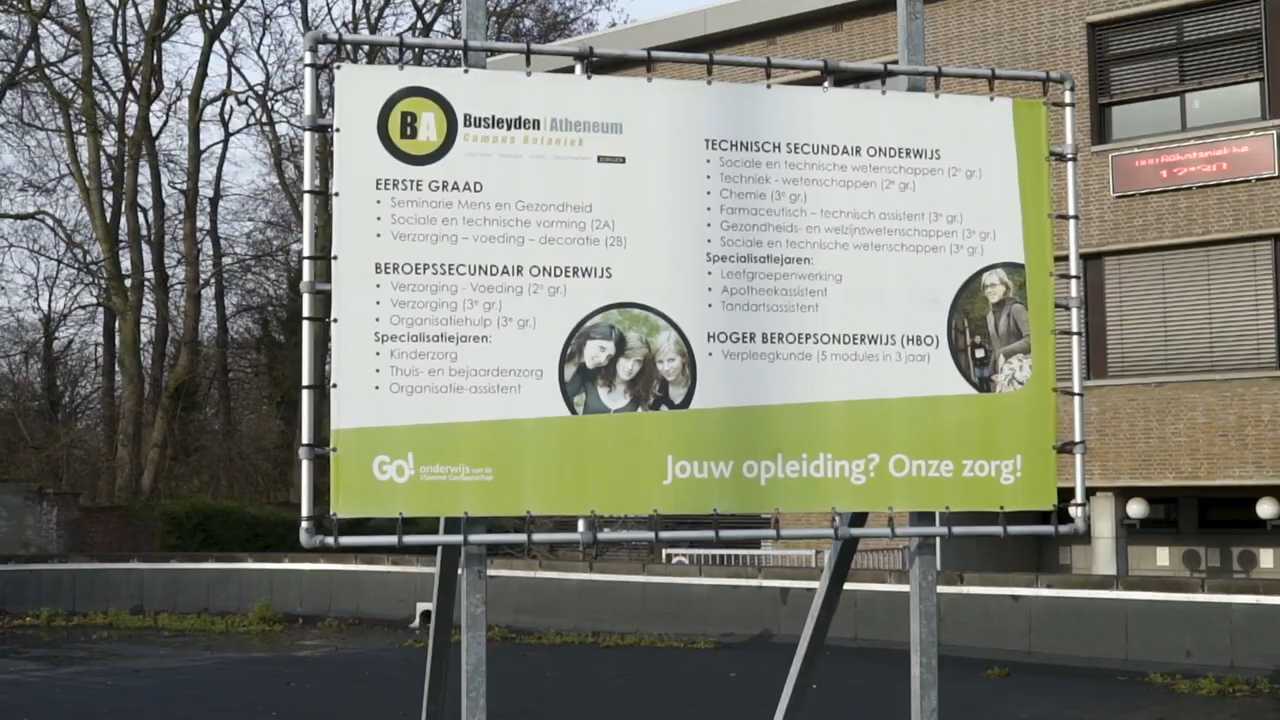 BA
Busleyden | Atheneum
Campus Botaniek
EERSTE GRAAD
• Seminarie Mens en Gezondheid
• Sociale en technische vorming (2A)
• Verzorging – voeding – decoratie (2B)
BEROEPSSECUNDAIR ONDERWIJS
• Verzorging - Voeding (2e gr.)
• Verzorging (3e gr.)
• Organisatiehulp (3e gr.)
Specialisatiejaren:
• Kinderzorg
• Thuis- en bejaardenzorg
• Organisatie-assistent
TECHNISCH SECUNDAIR ONDERWIJS
• Sociale en technische wetenschappen (2e gr.)
• Techniek - wetenschappen (2e gr.)
• Chemie (3e gr.)
• Farmaceutisch – technisch assistent (3e gr.)
• Gezondheids- en welzijnswetenschappen (3e gr.)
• Sociale en technische wetenschappen (3e gr.)
Specialisatiejaren:
• Leefgroepenwerking
• Apotheekassistent
• Tandartsassistent
HOGER BEROEPSONDERWIJS (HBO)
• Verpleegkunde (5 modules in 3 jaar)
GO! onderwijs van de
Vlaamse Gemeenschap
Jouw opleiding? Onze zorg!
12:30